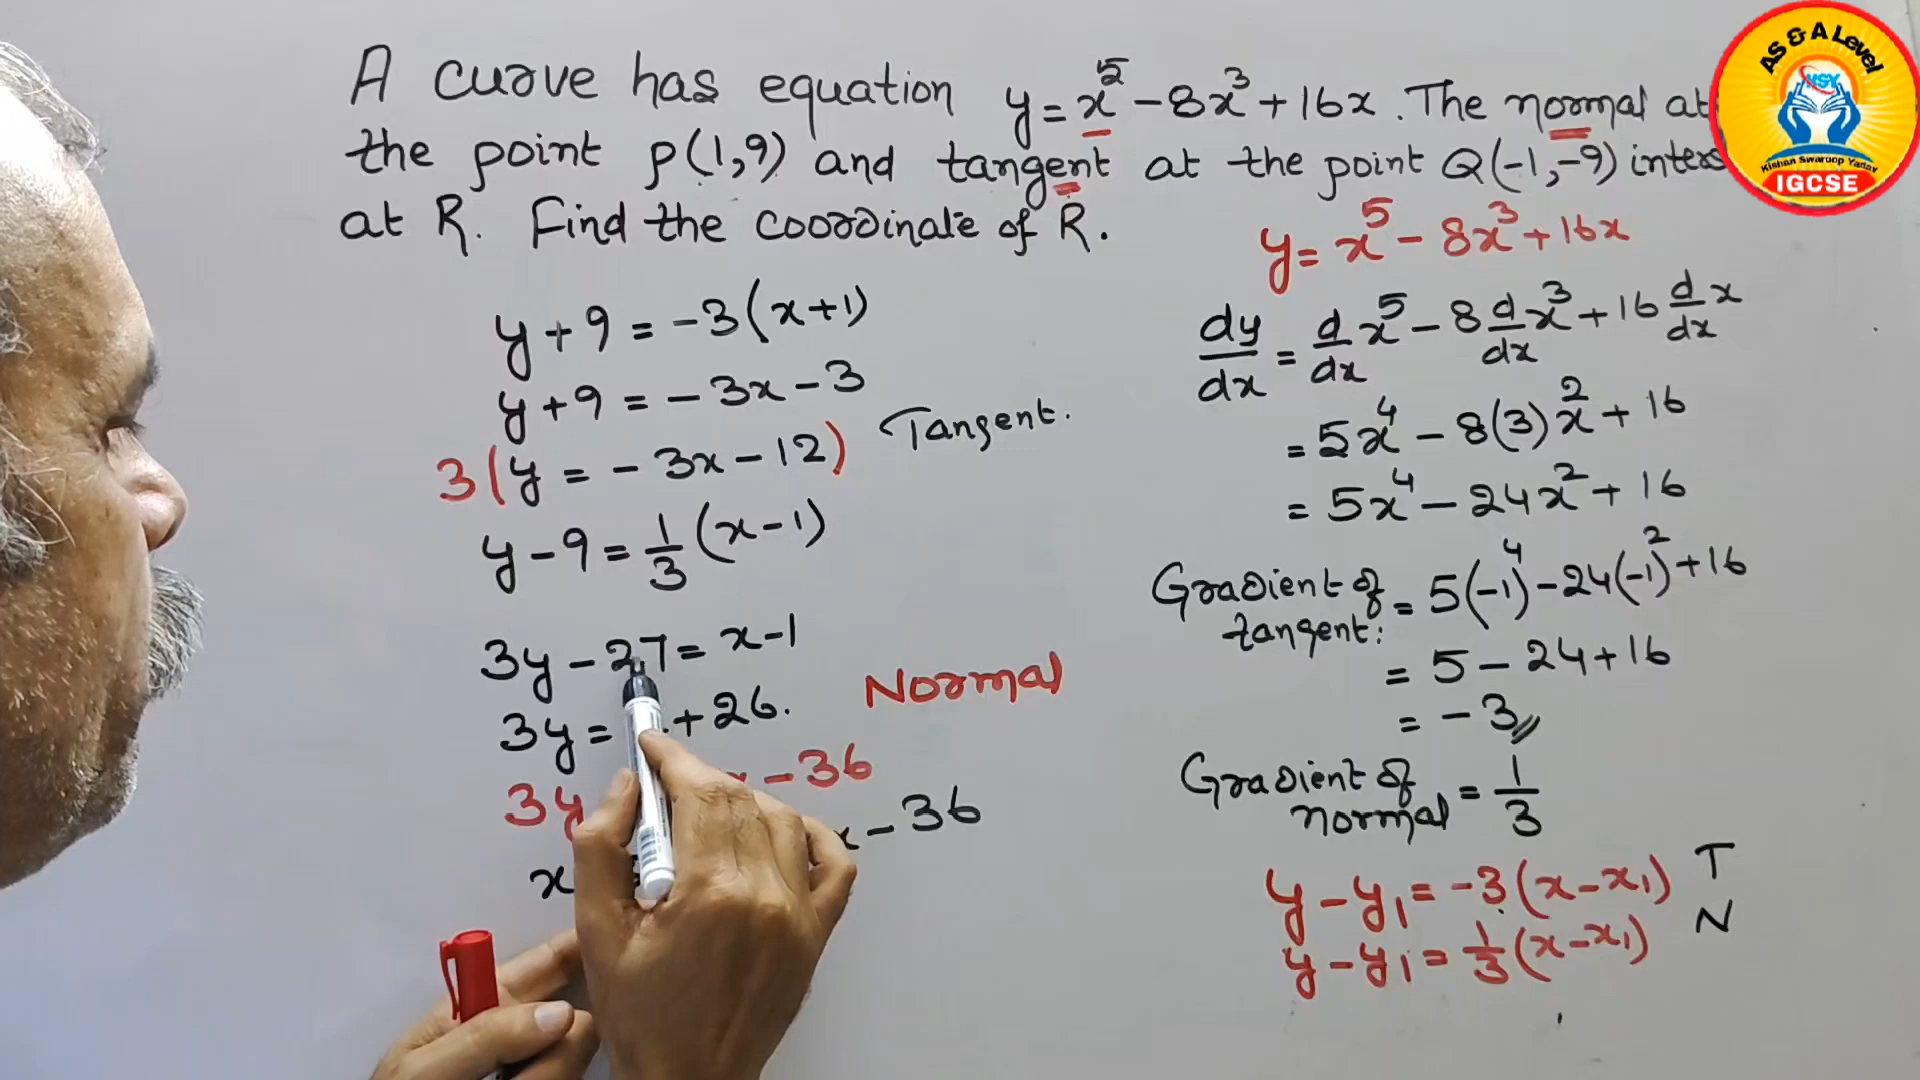 A curve has equation y = x⁵ - 8x³ + 16x. The normal at
the point P(1,9) and tangent at the point Q(-1,-9)
at R. Find the coordinate of R.
y + 9 = -3(x+1)
y + 9 = -3x - 3
3(y = -3x - 12) Tangent.
y - 9 = 1/3 (x - 1)
3y - 27 = x - 1
3y = + 26. Normal
3y x - 36
x x - 36
y = x⁵ - 8x³ + 16x
dy/dx = d/dx x⁵ - 8 d/dx x³ + 16 d/dx x
= 5x⁴ - 8(3)x² + 16
= 5x⁴ - 24x² + 16
Gradient of tangent: = 5(-1)⁴ - 24(-1)² + 16
= 5 - 24 + 16
= -3
Gradient of normal = 1/3
y - y₁ = -3(x - x₁) T
y - y₁ = 1/3 (x - x₁) N
AS & A Level
KSY
Kishan Swaroop Yadav
IGCSE